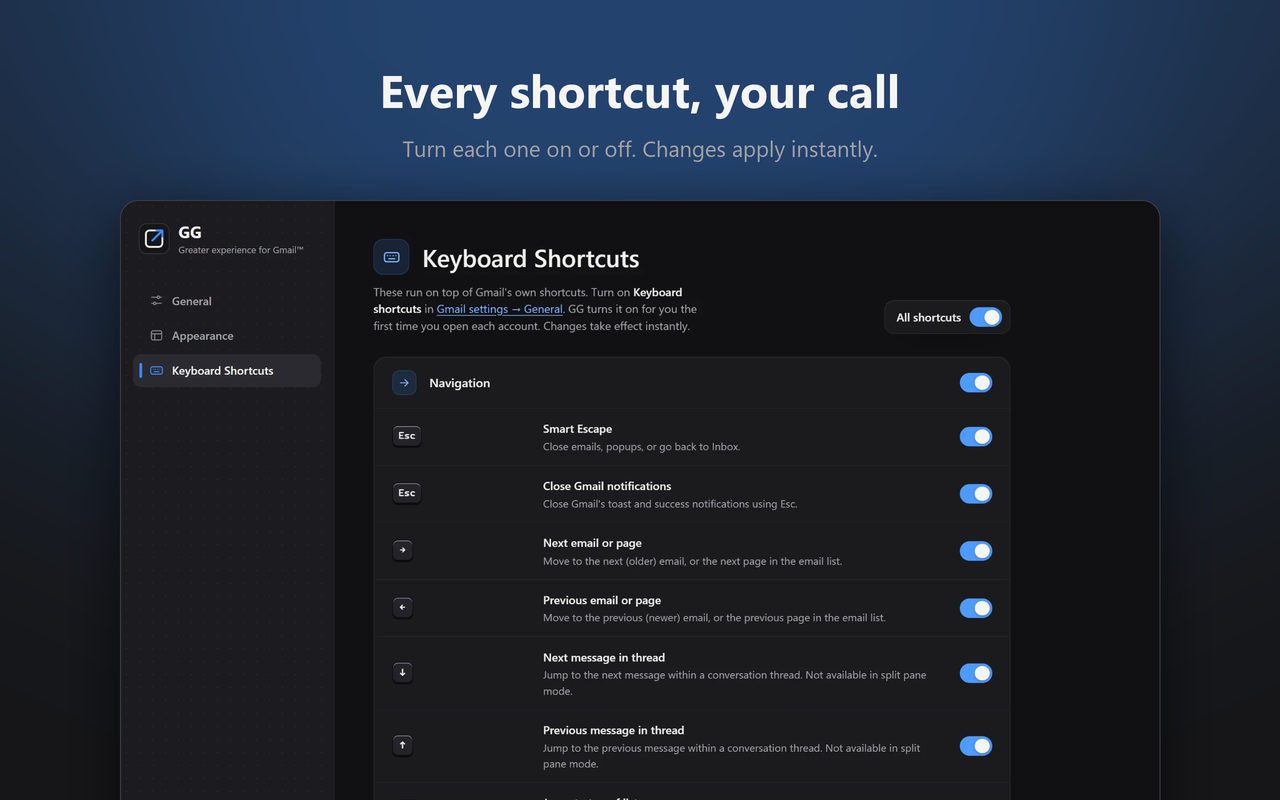 Every shortcut, your call
Turn each one on or off. Changes apply instantly.
GG
Greater experience for Gmail™
General
Appearance
Keyboard Shortcuts
Keyboard Shortcuts
These run on top of Gmail's own shortcuts. Turn on Keyboard
shortcuts in Gmail settings → General. GG turns it on for you the
first time you open each account. Changes take effect instantly.
All shortcuts
Navigation
Esc
Smart Escape
Close emails, popups, or go back to Inbox.
Esc
Close Gmail notifications
Close Gmail's toast and success notifications using Esc.
→
Next email or page
Move to the next (older) email, or the next page in the email list.
←
Previous email or page
Move to the previous (newer) email, or the previous page in the email list.
↓
Next message in thread
Jump to the next message within a conversation thread. Not available in split pane
mode.
↑
Previous message in thread
Jump to the previous message within a conversation thread. Not available in split
pane mode.